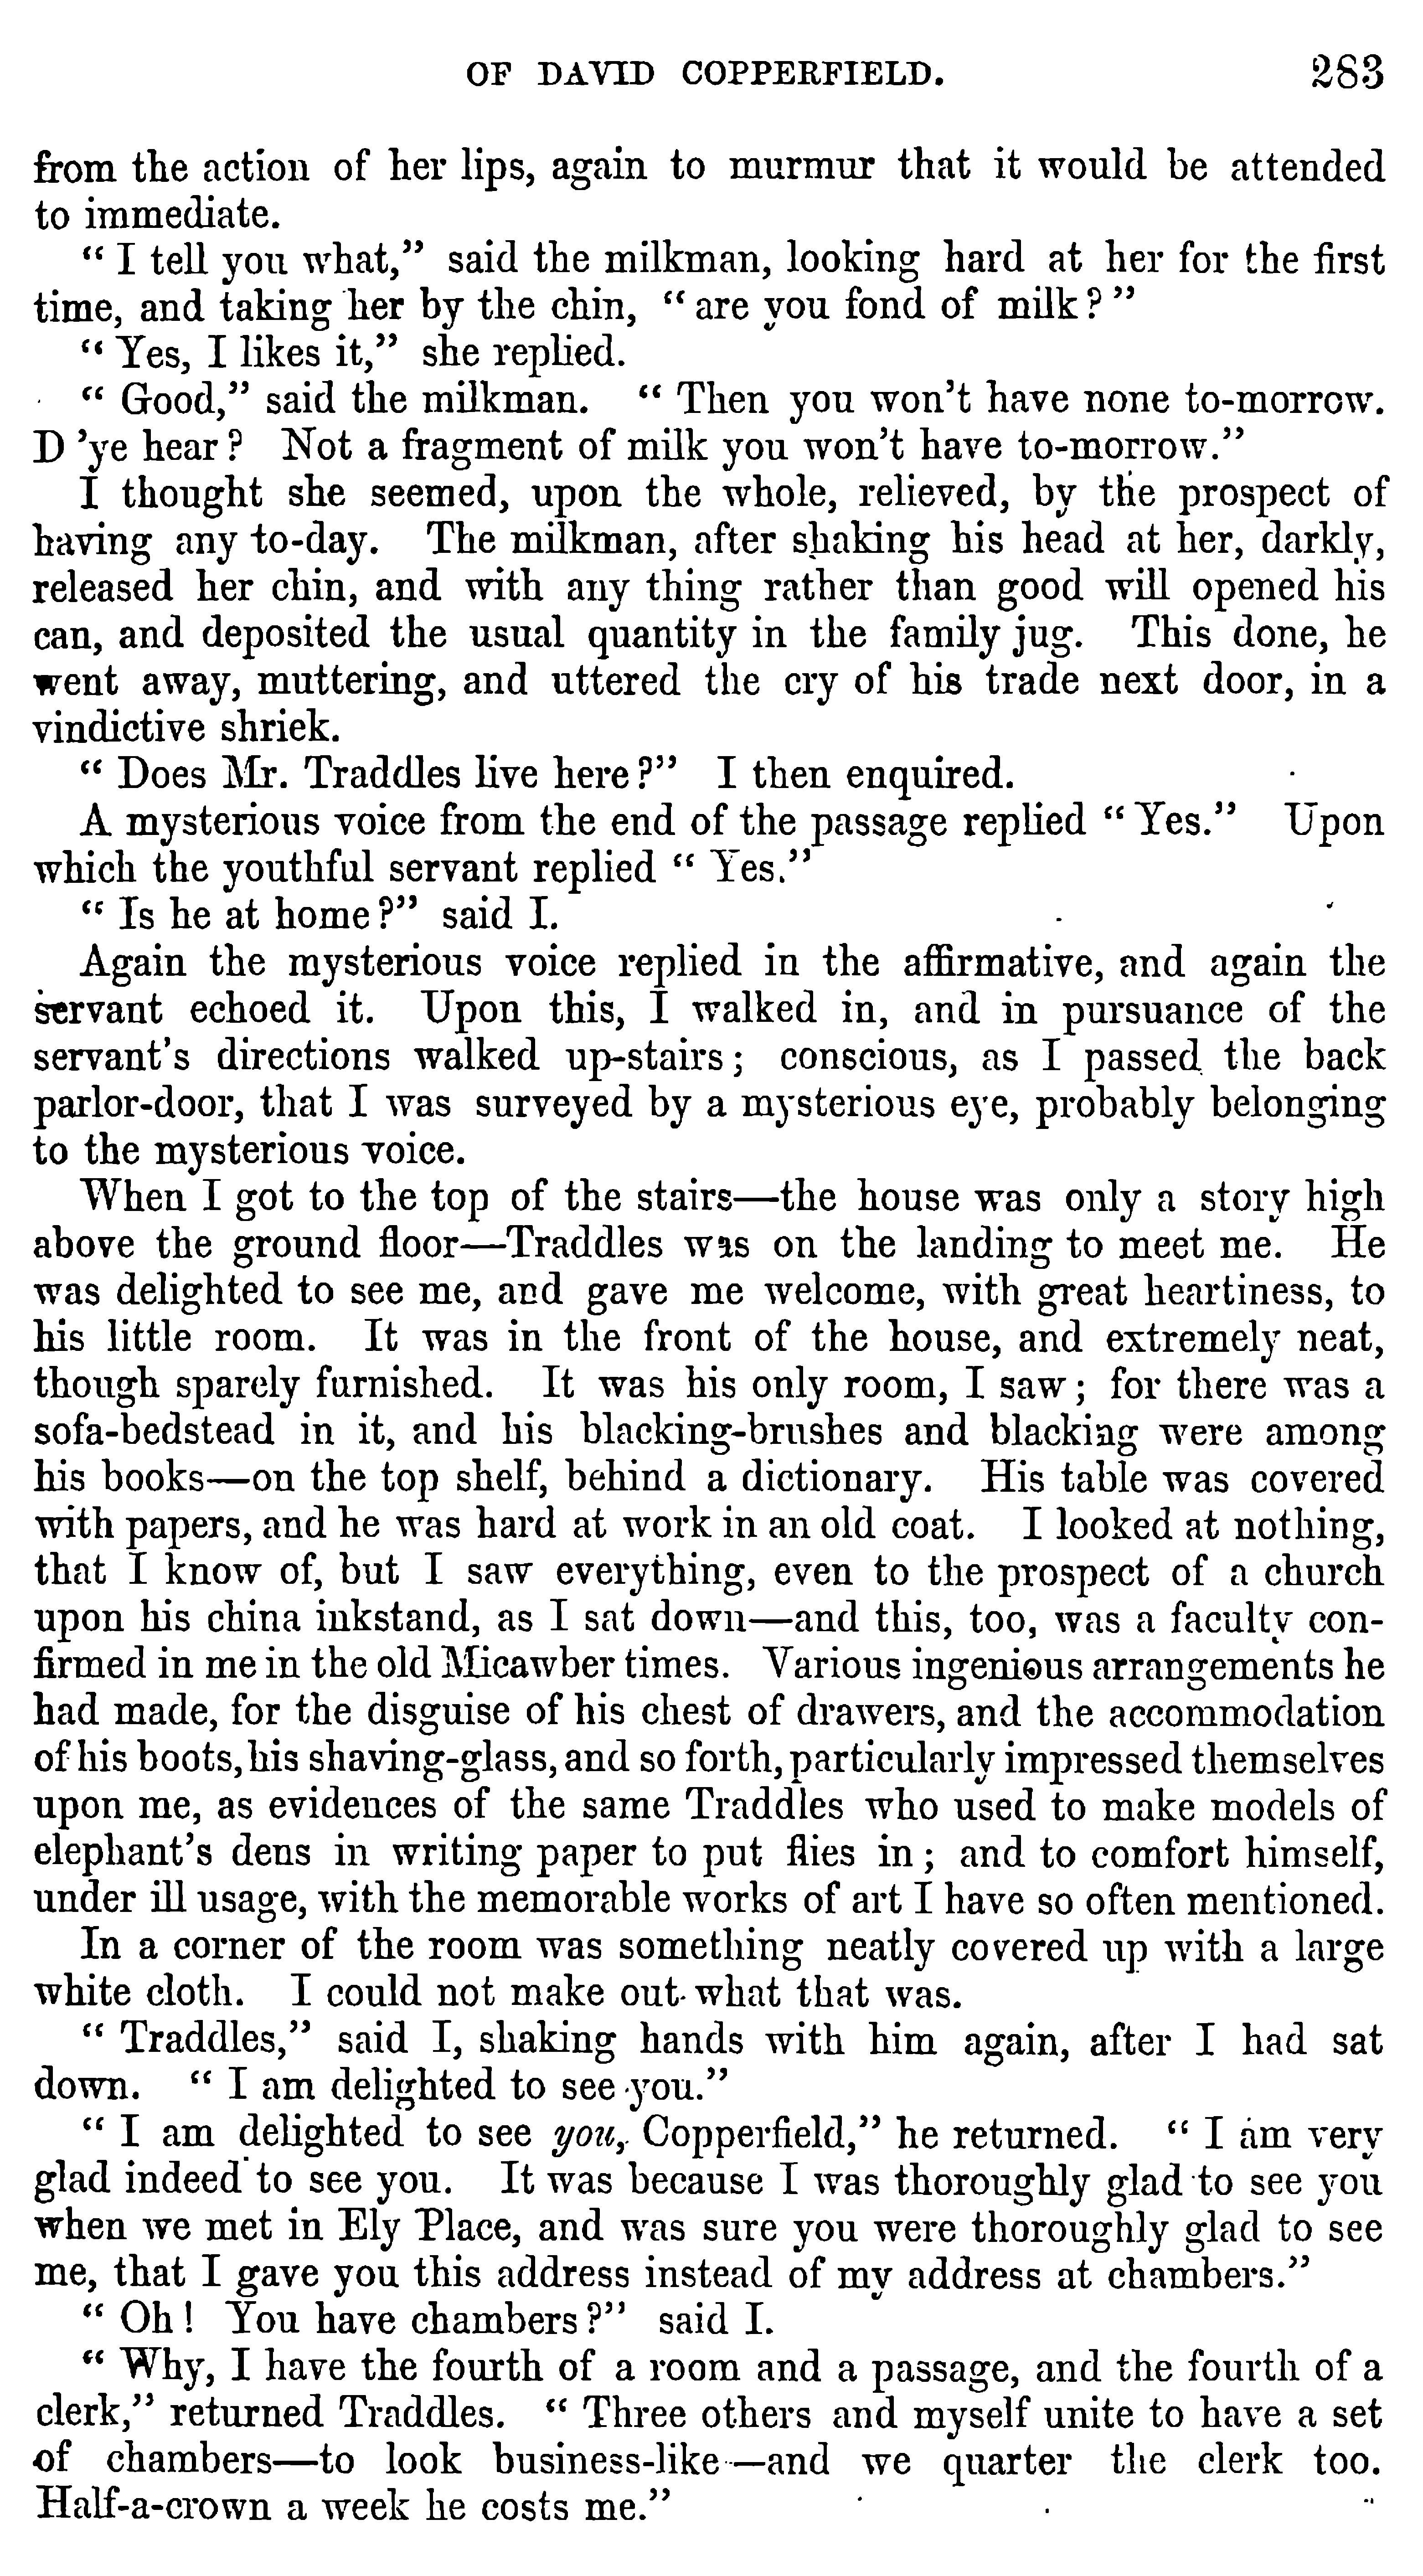 OF DAVID COPPERFIELD. 283
from the action of her lips, again to murmur that it would be attended
to immediate.
“ I tell you what,” said the milkman, looking hard at her for the first
time, and taking her by the chin, “ are you fond of milk ? ”
“ Yes, I likes it,” she replied.
“ Good,” said the milkman. “ Then you won’t have none to-morrow.
D ’ye hear ? Not a fragment of milk you won’t have to-morrow.”
I thought she seemed, upon the whole, relieved, by the prospect of
having any to-day. The milkman, after shaking his head at her, darkly,
released her chin, and with any thing rather than good will opened his
can, and deposited the usual quantity in the family jug. This done, he
went away, muttering, and uttered the cry of his trade next door, in a
vindictive shriek.
“ Does Mr. Traddles live here ?” I then enquired.
A mysterious voice from the end of the passage replied “ Yes.” Upon
which the youthful servant replied “ Yes.”
“ Is he at home ?” said I.
Again the mysterious voice replied in the affirmative, and again the
servant echoed it. Upon this, I walked in, and in pursuance of the
servant’s directions walked up-stairs ; conscious, as I passed the back
parlor-door, that I was surveyed by a mysterious eye, probably belonging
to the mysterious voice.
When I got to the top of the stairs—the house was only a story high
above the ground floor—Traddles was on the landing to meet me. He
was delighted to see me, and gave me welcome, with great heartiness, to
his little room. It was in the front of the house, and extremely neat,
though sparely furnished. It was his only room, I saw ; for there was a
sofa-bedstead in it, and his blacking-brushes and blacking were among
his books—on the top shelf, behind a dictionary. His table was covered
with papers, and he was hard at work in an old coat. I looked at nothing,
that I know of, but I saw everything, even to the prospect of a church
upon his china inkstand, as I sat down—and this, too, was a faculty con-
firmed in me in the old Micawber times. Various ingenious arrangements he
had made, for the disguise of his chest of drawers, and the accommodation
of his boots, his shaving-glass, and so forth, particularly impressed themselves
upon me, as evidences of the same Traddles who used to make models of
elephant’s dens in writing paper to put flies in ; and to comfort himself,
under ill usage, with the memorable works of art I have so often mentioned.
In a corner of the room was something neatly covered up with a large
white cloth. I could not make out what that was.
“ Traddles,” said I, shaking hands with him again, after I had sat
down. “ I am delighted to see you.”
“ I am delighted to see you, Copperfield,” he returned. “ I am very
glad indeed to see you. It was because I was thoroughly glad to see you
when we met in Ely Place, and was sure you were thoroughly glad to see
me, that I gave you this address instead of my address at chambers.”
“ Oh ! You have chambers ?” said I.
“ Why, I have the fourth of a room and a passage, and the fourth of a
clerk,” returned Traddles. “ Three others and myself unite to have a set
of chambers—to look business-like—and we quarter the clerk too.
Half-a-crown a week he costs me.”